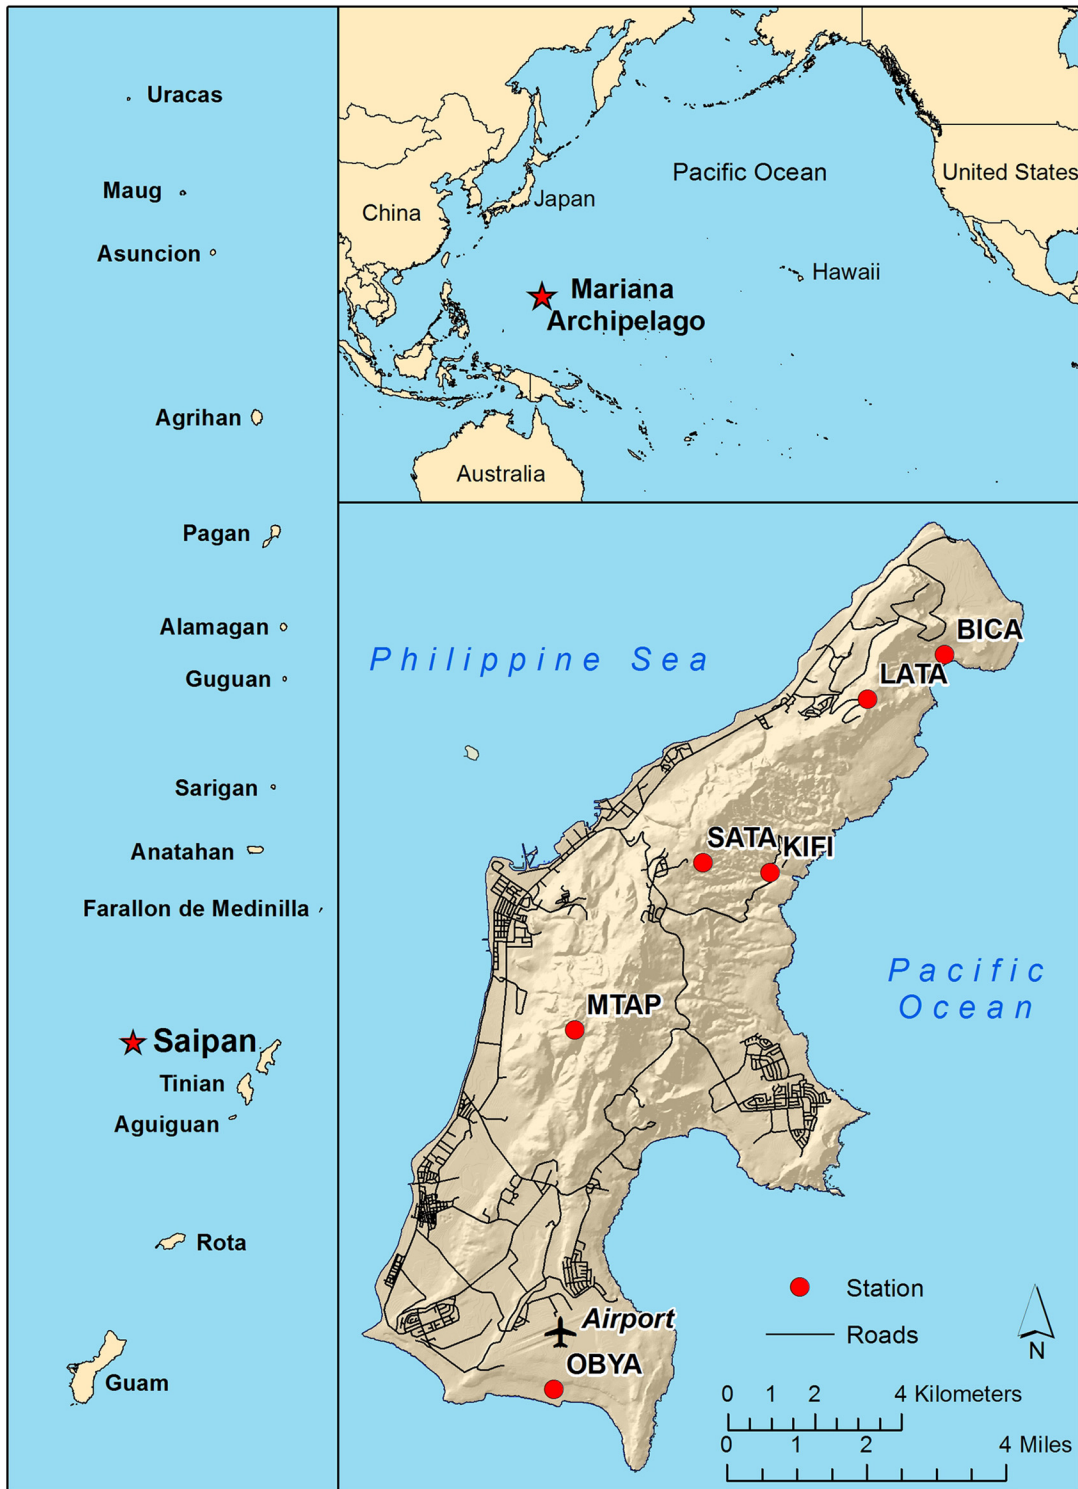 Uracas
Maug
Asuncion
Agrihan
Pagan
Alamagan
Guguan
Sarigan
Anatahan
Farallon de Medinilla
Saipan
Tinian
Aguiguan
Rota
Guam
Pacific Ocean
United States
China
Japan
Hawaii
Mariana
Archipelago
Australia
Philippine Sea
BICA
LATA
SATA
KIFI
MTAP
Pacific
Ocean
Airport
OBYA
Station
Roads
N
0 1 2 4 Kilometers
0 1 2 4 Miles